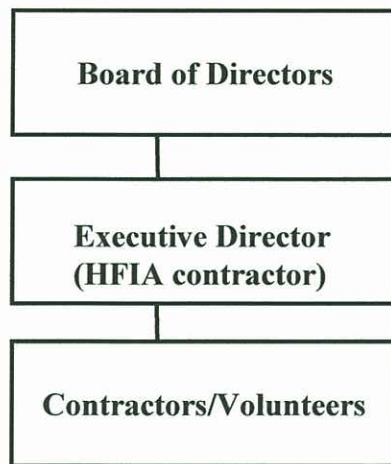 Board of Directors
Executive Director
(HFIA contractor)
Contractors/Volunteers